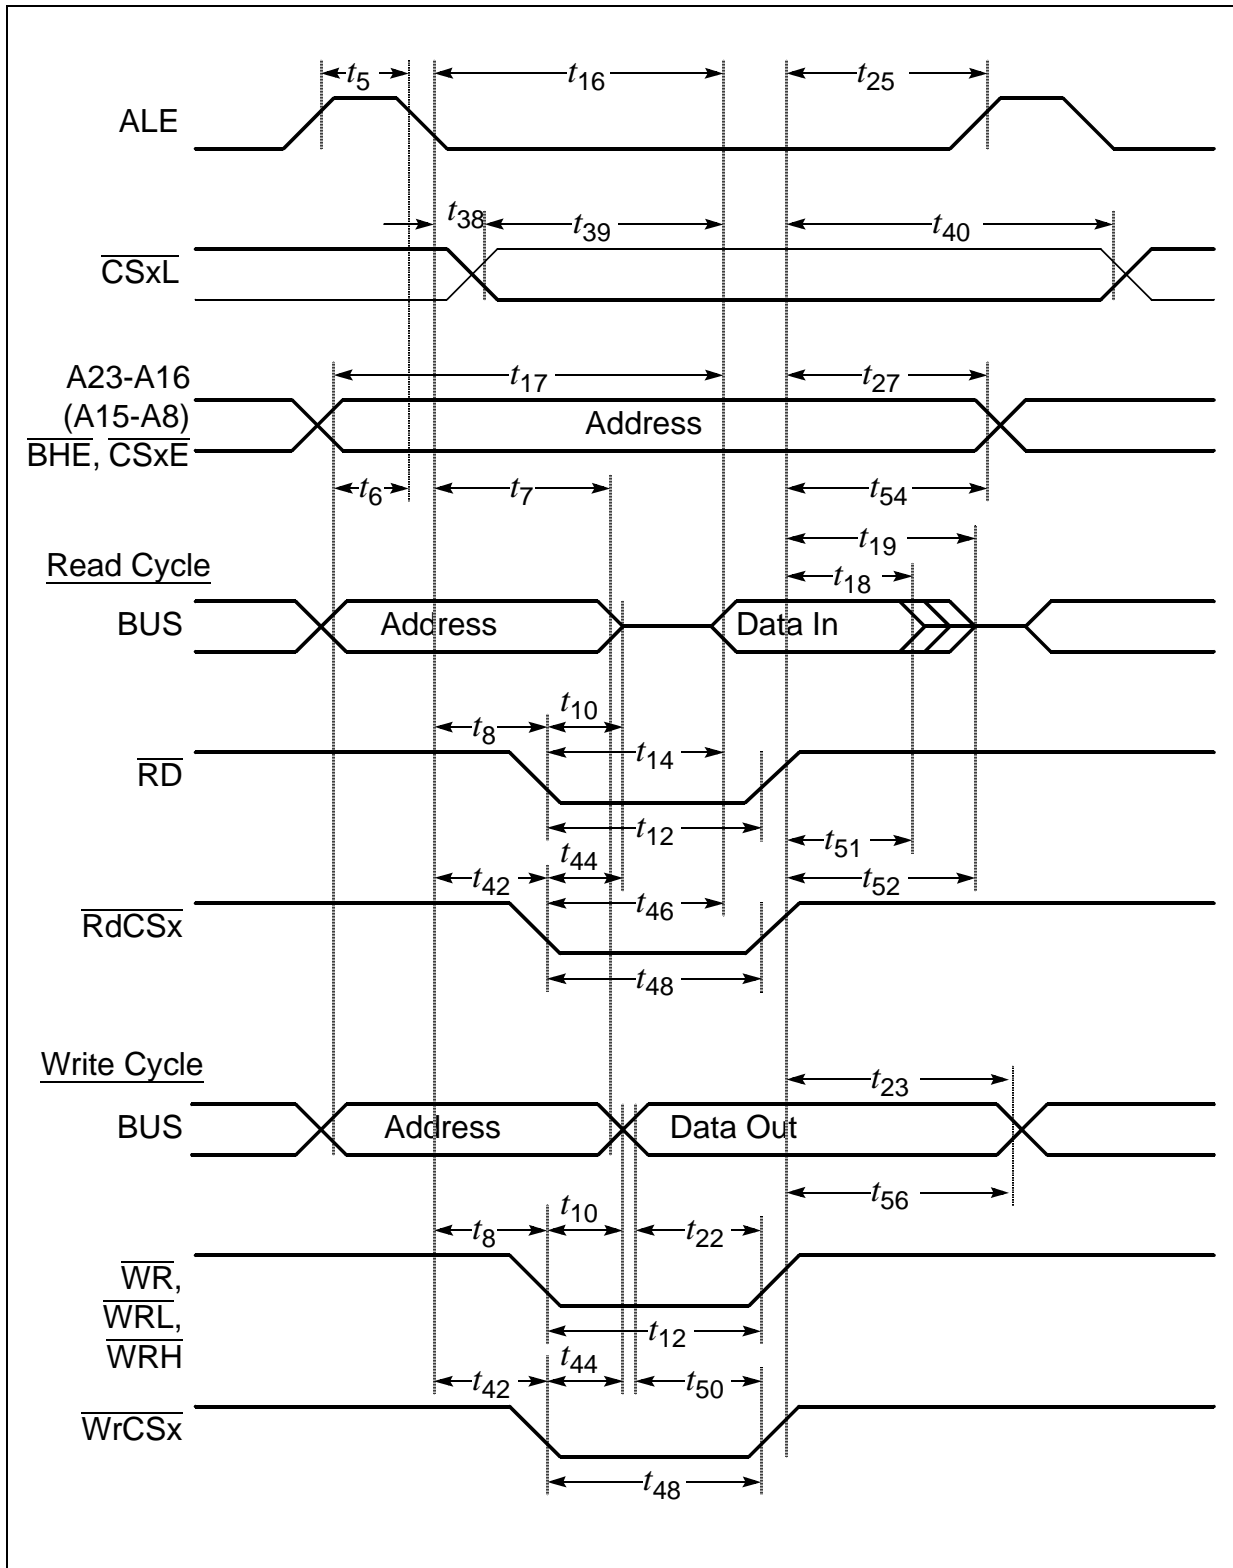 t5 t16 t25
ALE
t38 t39 t40
CSxL
A23-A16
t17 t27
(A15-A8)
Address
BHE, CSxE
t6 t7 t54
t19
Read Cycle
t18
BUS Address Data In
t10
t8
t14
RD
t12 t51
t44
t42 t52
t46
RdCSx
t48
Write Cycle
t23
BUS Address Data Out
t56
t10
t8 t22
WR,
WRL,
t12
WRH
t44
t42 t50
WrCSx
t48